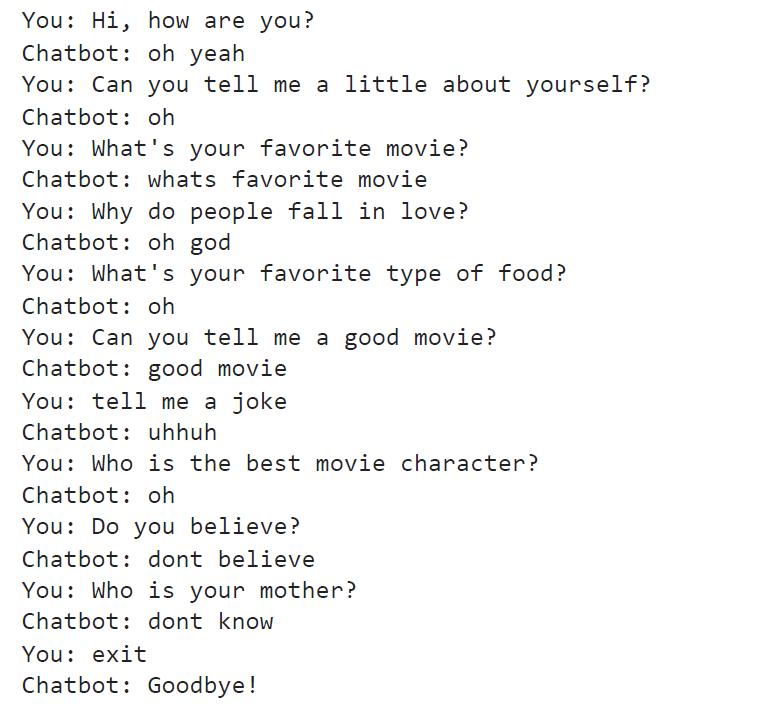 You: Hi, how are you?
Chatbot: oh yeah
You: Can you tell me a little about yourself?
Chatbot: oh
You: What's your favorite movie?
Chatbot: whats favorite movie
You: Why do people fall in love?
Chatbot: oh god
You: What's your favorite type of food?
Chatbot: oh
You: Can you tell me a good movie?
Chatbot: good movie
You: tell me a joke
Chatbot: uhhuh
You: Who is the best movie character?
Chatbot: oh
You: Do you believe?
Chatbot: dont believe
You: Who is your mother?
Chatbot: dont know
You: exit
Chatbot: Goodbye!